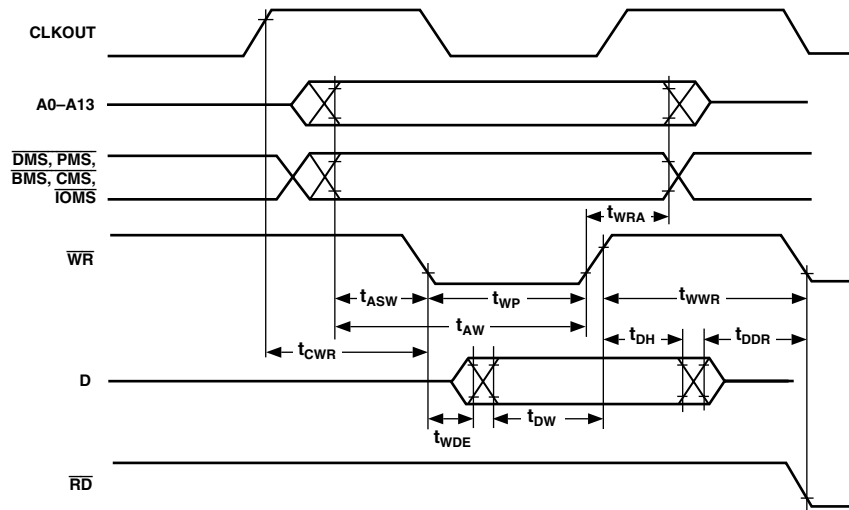 CLKOUT
A0–A13
DMS, PMS,
BMS, CMS,
IOMS
tWRA
WR
tASW
tWP
tWWR
tAW
tCWR
tDH
tDDR
D
tWDE
tDW
RD